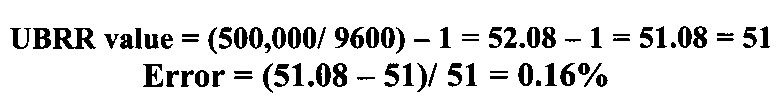 UBRR value = (500,000/ 9600) – 1 = 52.08 – 1 = 51.08 = 51
Error = (51.08 – 51)/ 51 = 0.16%